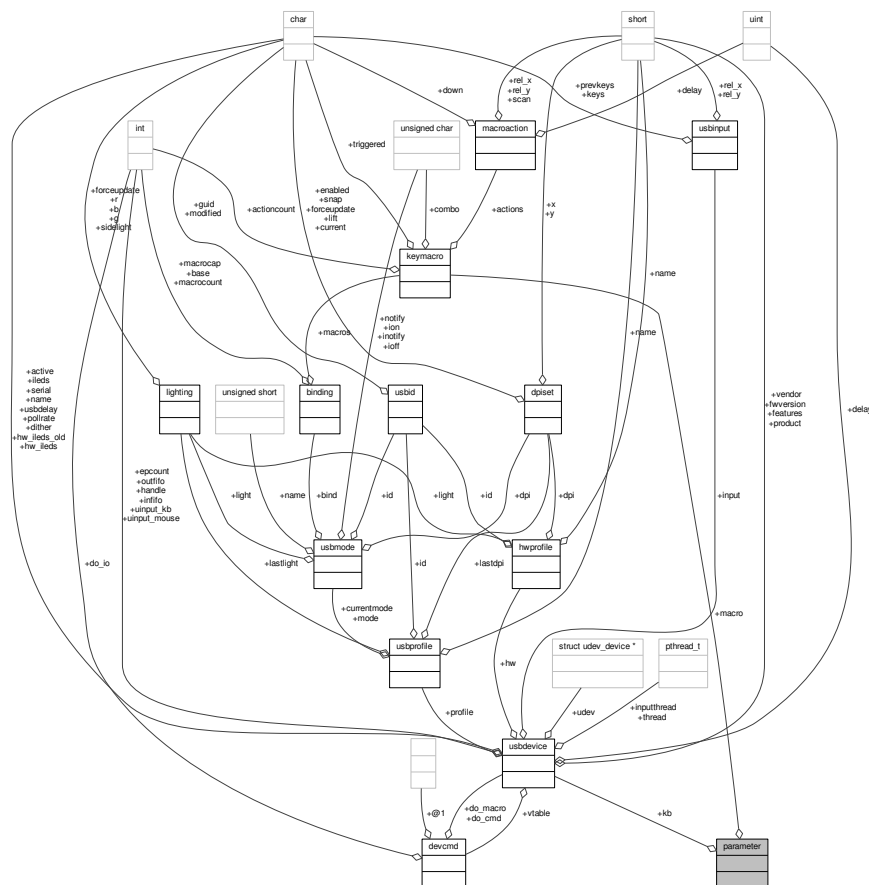 char
short
uint
+down
+rel_x
+rel_y
+scan
+prevkeys
+keys
+delay
+rel_x
+rel_y
int
unsigned char
macroaction
usbinput
+triggered
+forceupdate
+r
+b
+g
+sidelight
+guid
+modified
+actioncount
+enabled
+snap
+forceupdate
+lift
+current
+combo
+actions
+x
+y
keymacro
+macrocap
+base
+macrocount
+name
+macros
+notify
+ion
+inotify
+ioff
+name
+active
+ileds
+serial
+name
+usbdelay
+pollrate
+dither
+hw_ileds_old
+hw_ileds
lighting
unsigned short
binding
usbid
dpiset
+vendor
+fwversion
+features
+product
+delay
+epcount
+outfifo
+handle
+infifo
+uinput_kb
+uinput_mouse
+light
+name
+bind
+id
+light
+id
+dpi
+dpi
+input
usbmode
hwprofile
+do_io
+lastlight
+id
+lastdpi
+currentmode
+mode
+macro
usbprofile
struct udev_device *
pthread_t
+hw
+profile
+udev
+inputthread
+thread
usbdevice
+@1
+do_macro
+do_cmd
+vtable
+kb
devcmd
parameter